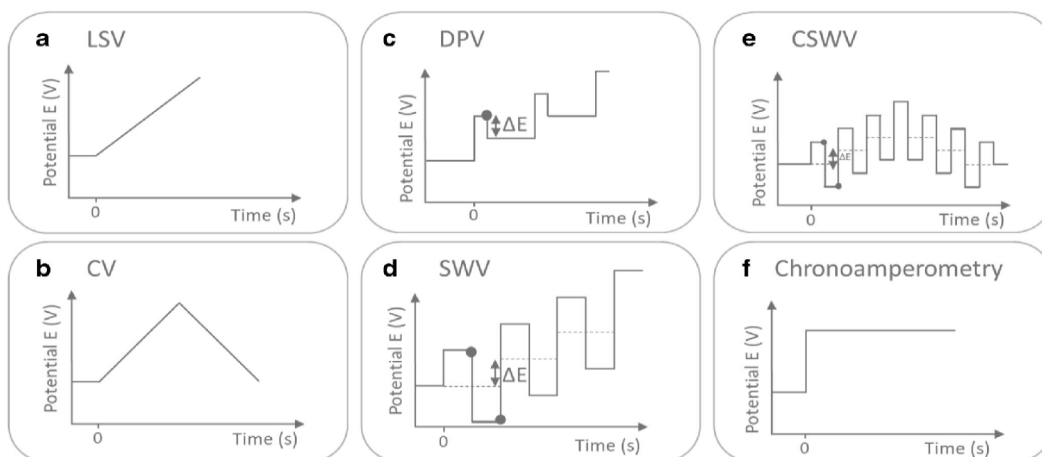 a LSV
Potential E (V)
0
Time (s)
b CV
Potential E (V)
0
Time (s)
c DPV
Potential E (V)
ΔE
0
Time (s)
d SWV
Potential E (V)
ΔE
0
Time (s)
e CSWV
Potential E (V)
ΔE
0
Time (s)
f Chronoamperometry
Potential E (V)
0
Time (s)